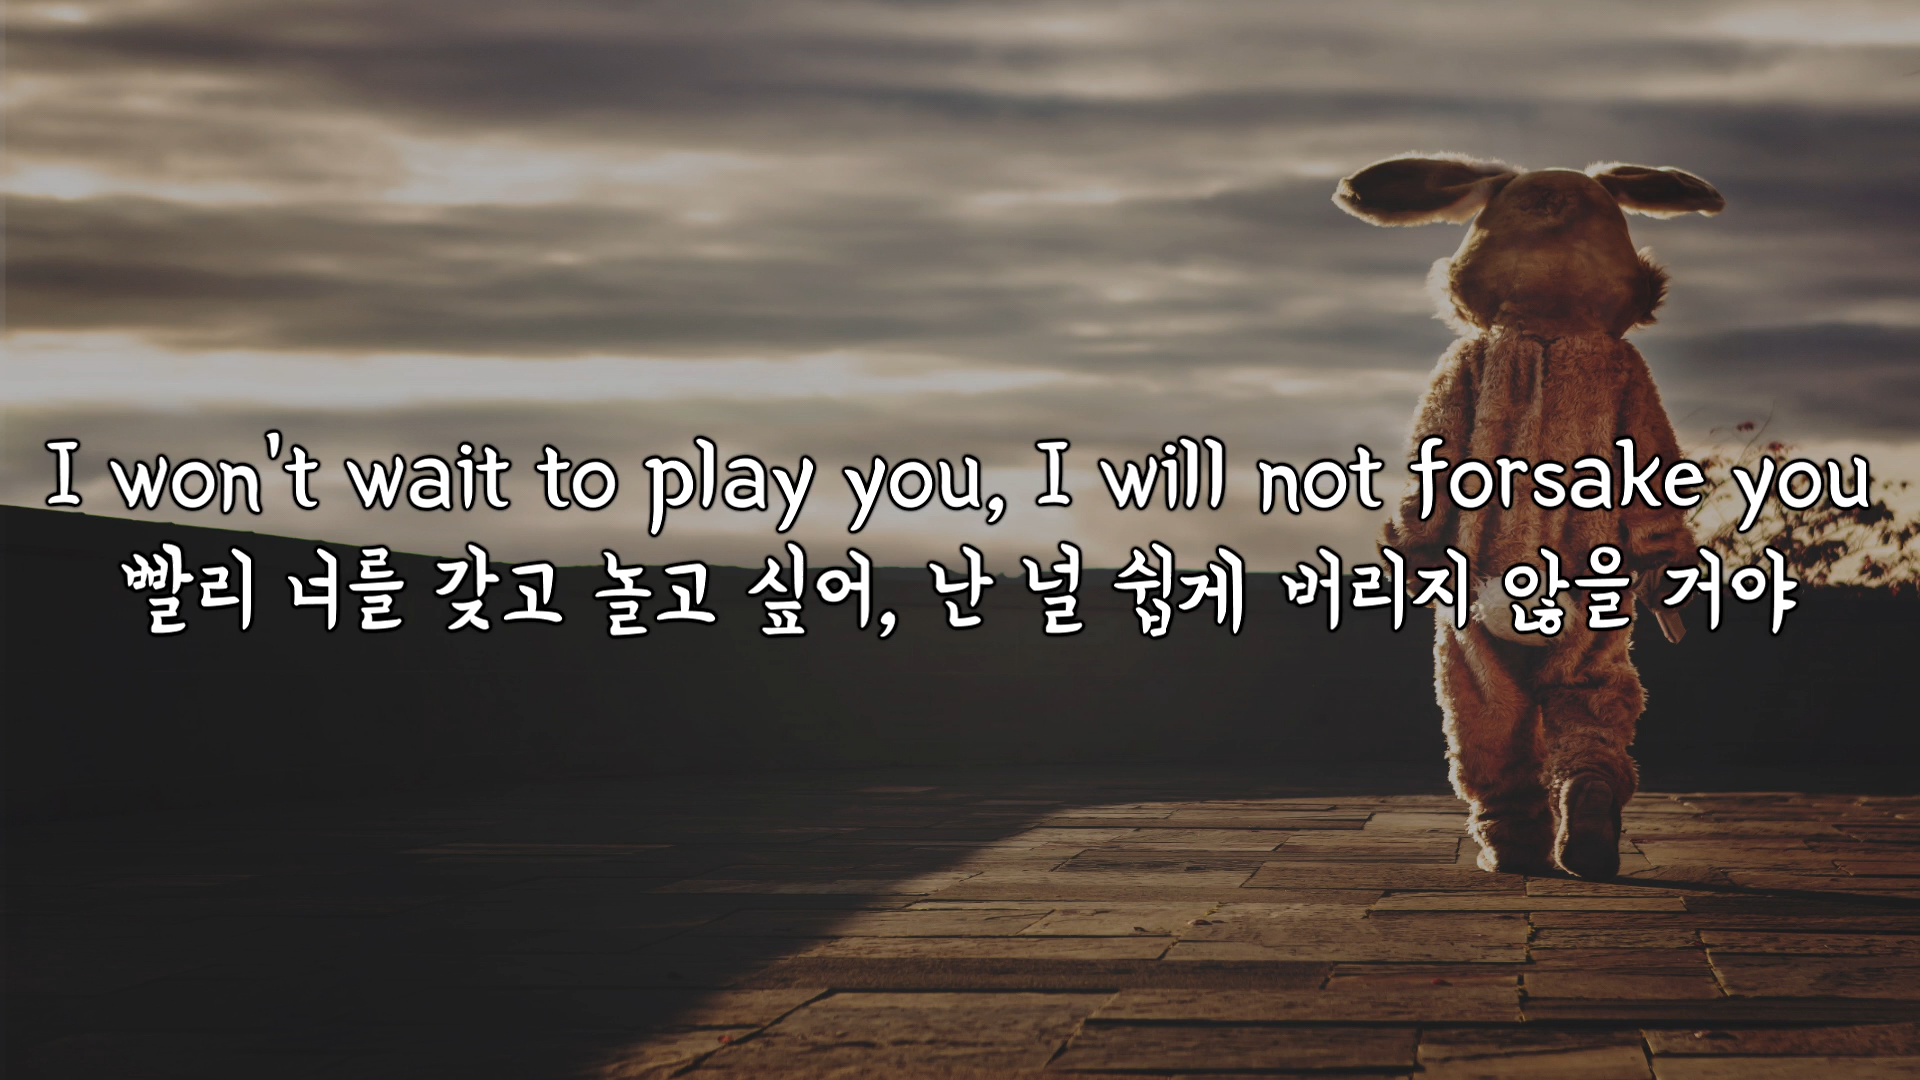 I won't wait to play you, I will not forsake you
빨리 너를 갖고 놀고 싶어, 난 널 쉽게 버리지 않을 거야